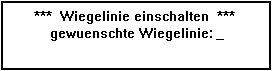 ***  Wiegelinie einschalten  ***
gewuenschte Wiegelinie: _